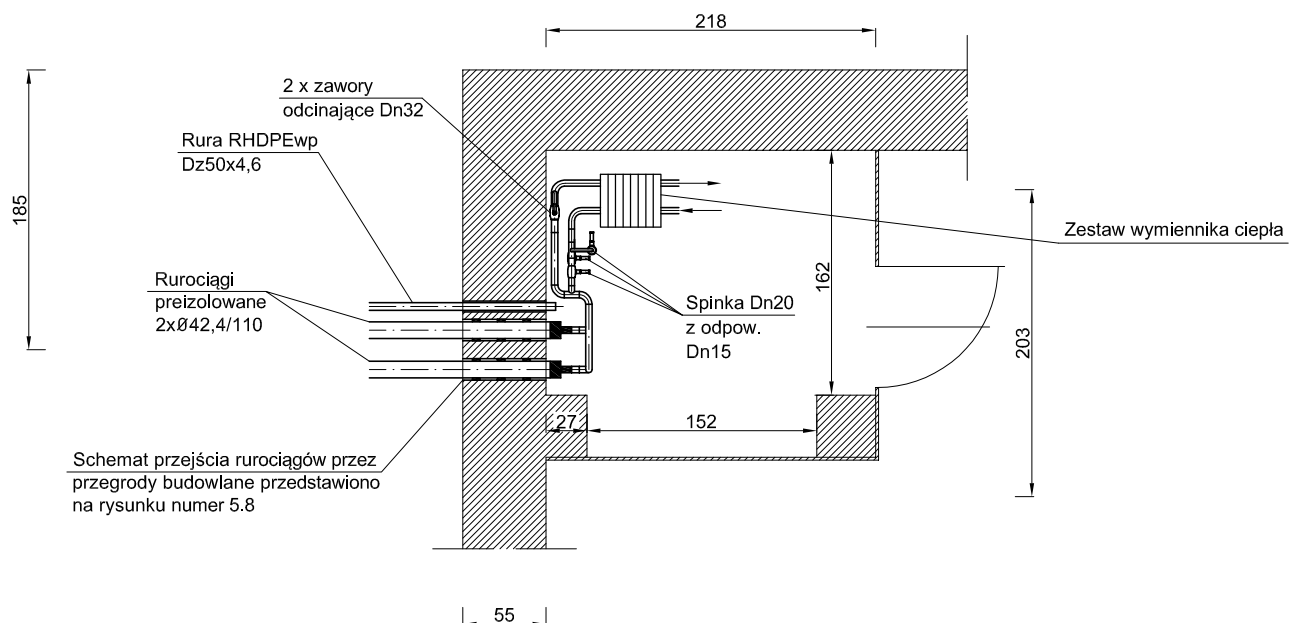 218
2 x zawory
odcinające Dn32
Rura RHDPEwp
Dz50x4,6
185
Zestaw wymiennika ciepła
Rurociągi
preizolowane
2xØ42,4/110
162
Spinka Dn20
z odpow.
Dn15
203
27
152
Schemat przejścia rurociągów przez
przegrody budowlane przedstawiono
na rysunku numer 5.8
55